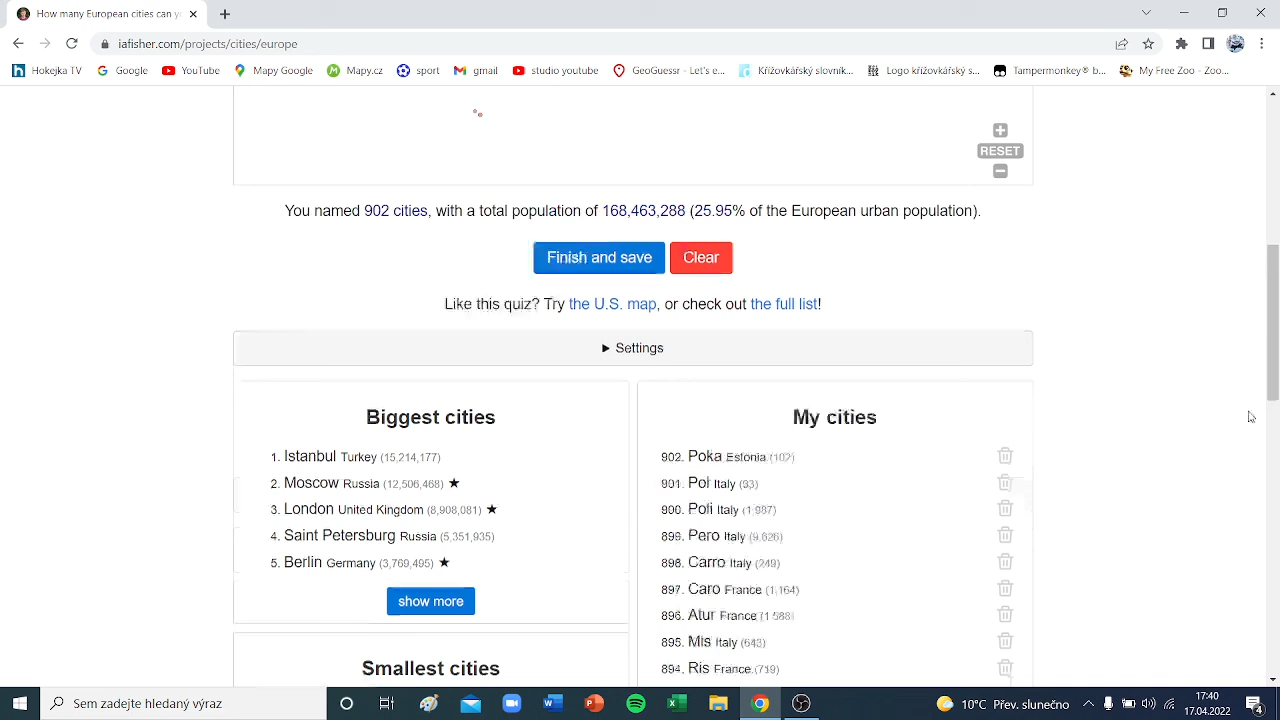 How many European cities can y
iafisher.com/projects/cities/europe
Hokejka TV Google YouTube Mapy Google Mapy.cz sport gmail studio youtube GeoGuessr - Let's e... Křížovkářský slovník... Logo křížovkářský s... Tampermonkey® b... My Free Zoo - Zoo...
RESET
You named 902 cities, with a total population of 168,463,288 (25.95% of the European urban population).
Finish and save Clear
Like this quiz? Try the U.S. map, or check out the full list!
Settings
Biggest cities
1. Istanbul Turkey (15,214,177)
2. Moscow Russia (12,506,468) ★
3. London United Kingdom (8,908,081) ★
4. Saint Petersburg Russia (5,351,935)
5. Berlin Germany (3,769,495) ★
show more
Smallest cities
My cities
902. Poka Estonia (102)
901. Poi Italy (93)
900. Poli Italy (1,987)
899. Pero Italy (9,626)
898. Carro Italy (249)
897. Caro France (1,164)
896. Atur France (1 588)
895. Mis Italy (643)
894. Ris France (719)
Sem zadejte hledaný výraz
10°C Přev. slunečno
17:40
17.04.2022